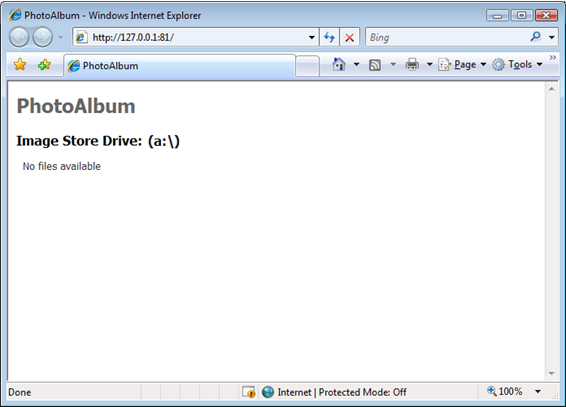 PhotoAlbum - Windows Internet Explorer
http://127.0.0.1:81/
Bing
PhotoAlbum
Page
Tools
PhotoAlbum
Image Store Drive: (a:\)
No files available
Done
Internet | Protected Mode: Off
100%